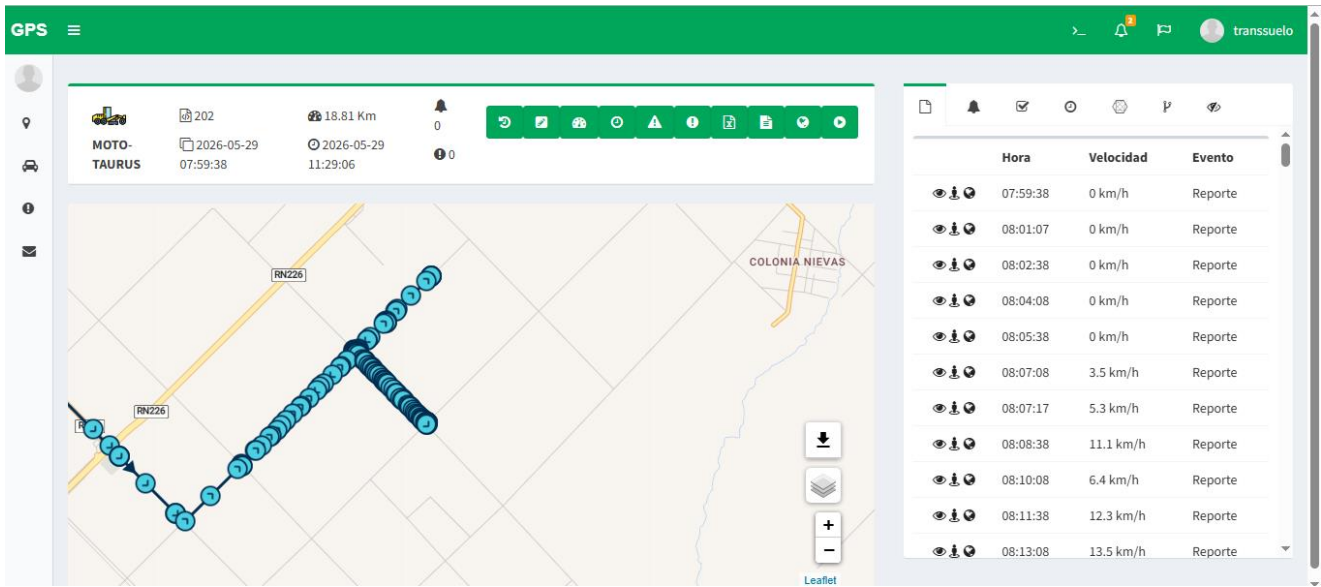 GPS
2
transsuelo
202
18.81 Km
0
MOTO-
TAURUS
2026-05-29
07:59:38
2026-05-29
11:29:06
0
Hora Velocidad Evento
07:59:38 0 km/h Reporte
08:01:07 0 km/h Reporte
08:02:38 0 km/h Reporte
08:04:08 0 km/h Reporte
08:05:38 0 km/h Reporte
08:07:08 3.5 km/h Reporte
08:07:17 5.3 km/h Reporte
08:08:38 11.1 km/h Reporte
08:10:08 6.4 km/h Reporte
08:11:38 12.3 km/h Reporte
08:13:08 13.5 km/h Reporte
COLONIA NIEVAS
RN226
RN226
+
−
Leaflet